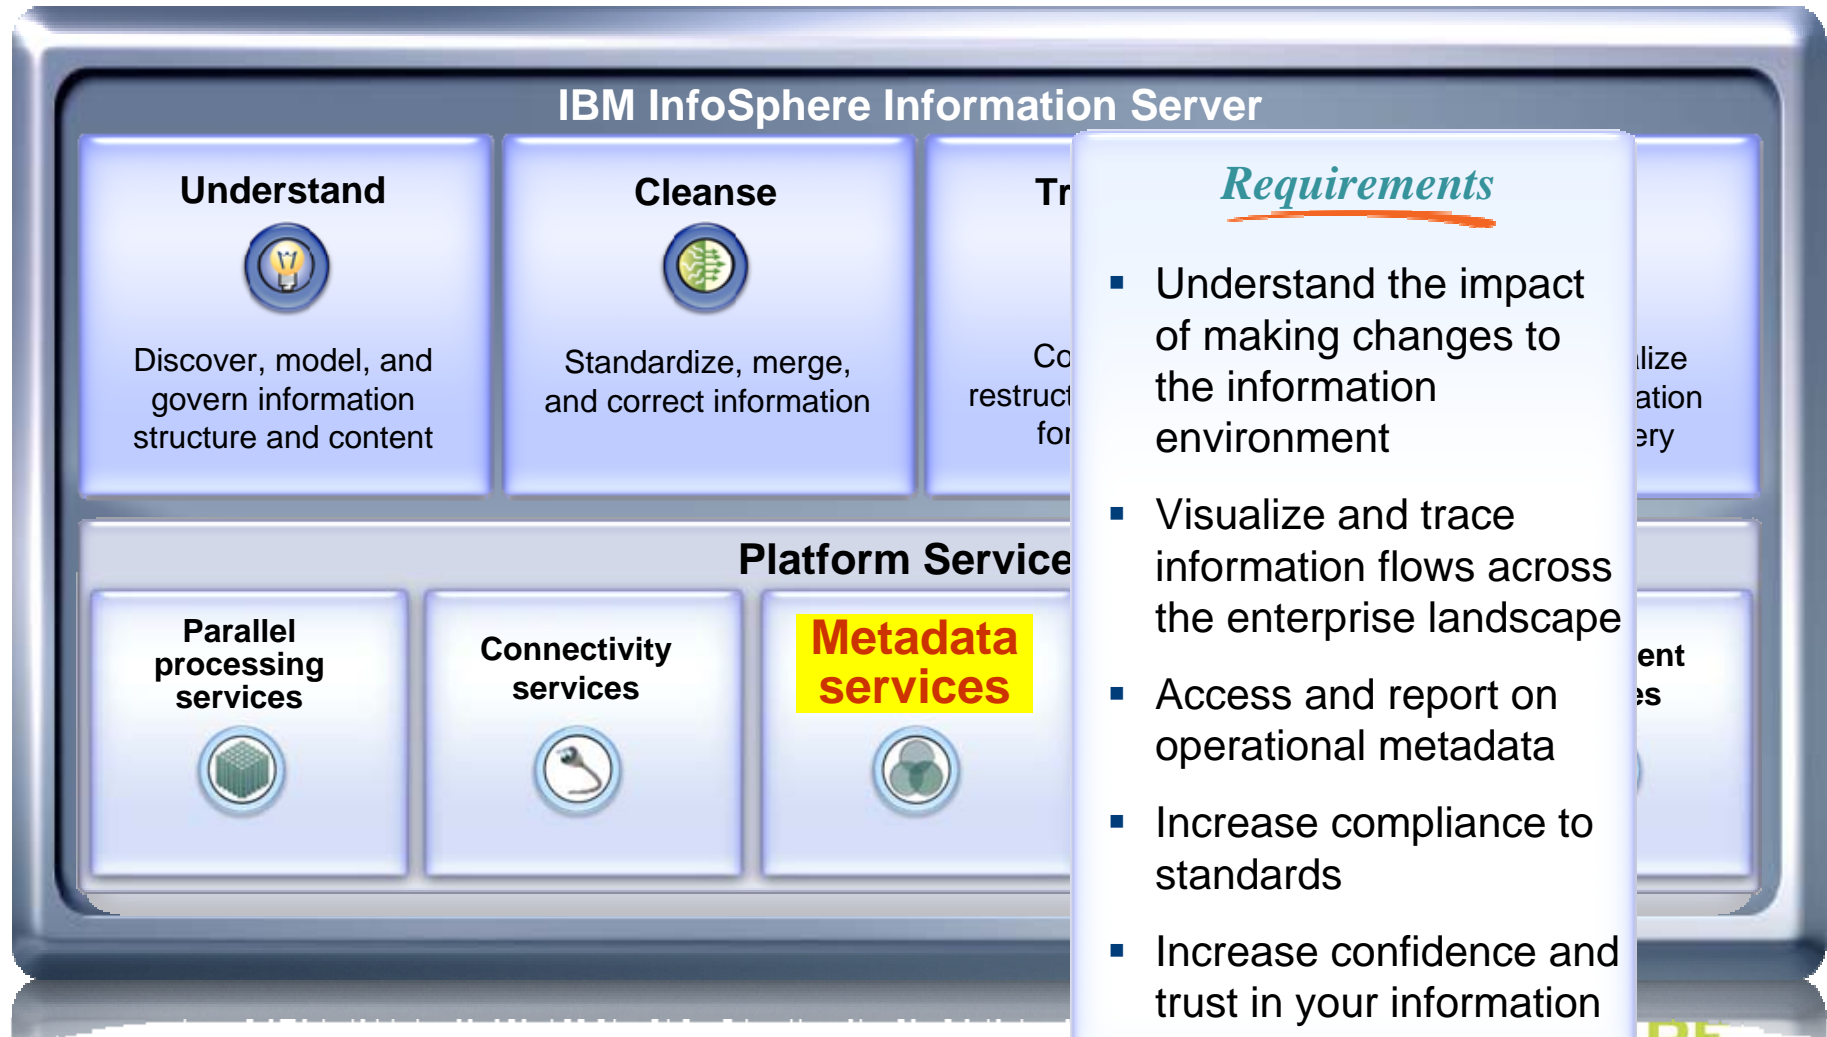 IBM InfoSphere Information Server
Understand
Discover, model, and
govern information
structure and content
Cleanse
Standardize, merge,
and correct information
Requirements
Understand the impact
of making changes to
the information
environment
Visualize and trace
information flows across
the enterprise landscape
Access and report on
operational metadata
Increase compliance to
standards
Increase confidence and
trust in your information
Platform Service
Parallel
processing
services
Connectivity
services
Metadata
services